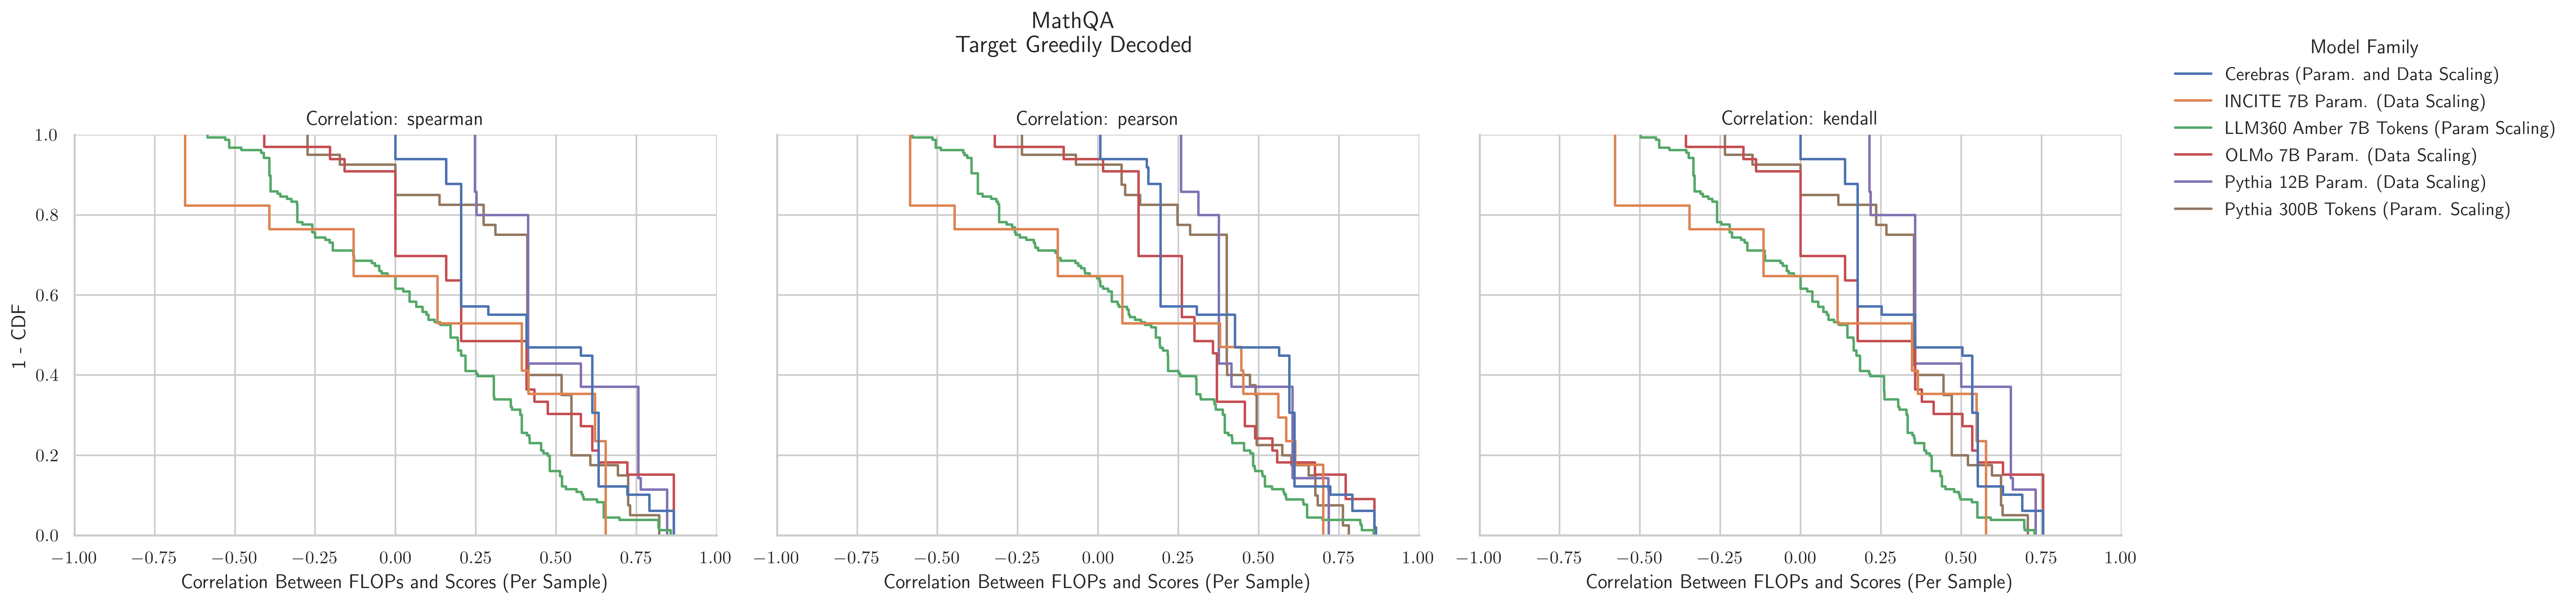 MathQA
Target Greedily Decoded
Model Family
Cerebras (Param. and Data Scaling)
INCITE 7B Param. (Data Scaling)
LLM360 Amber 7B Tokens (Param Scaling)
OLMo 7B Param. (Data Scaling)
Pythia 12B Param. (Data Scaling)
Pythia 300B Tokens (Param. Scaling)
Correlation: spearman
Correlation: pearson
Correlation: kendall
1 - CDF
1.0
0.8
0.6
0.4
0.2
0.0
−1.00 −0.75 −0.50 −0.25 0.00 0.25 0.50 0.75 1.00
−1.00 −0.75 −0.50 −0.25 0.00 0.25 0.50 0.75 1.00
−1.00 −0.75 −0.50 −0.25 0.00 0.25 0.50 0.75 1.00
Correlation Between FLOPs and Scores (Per Sample)
Correlation Between FLOPs and Scores (Per Sample)
Correlation Between FLOPs and Scores (Per Sample)